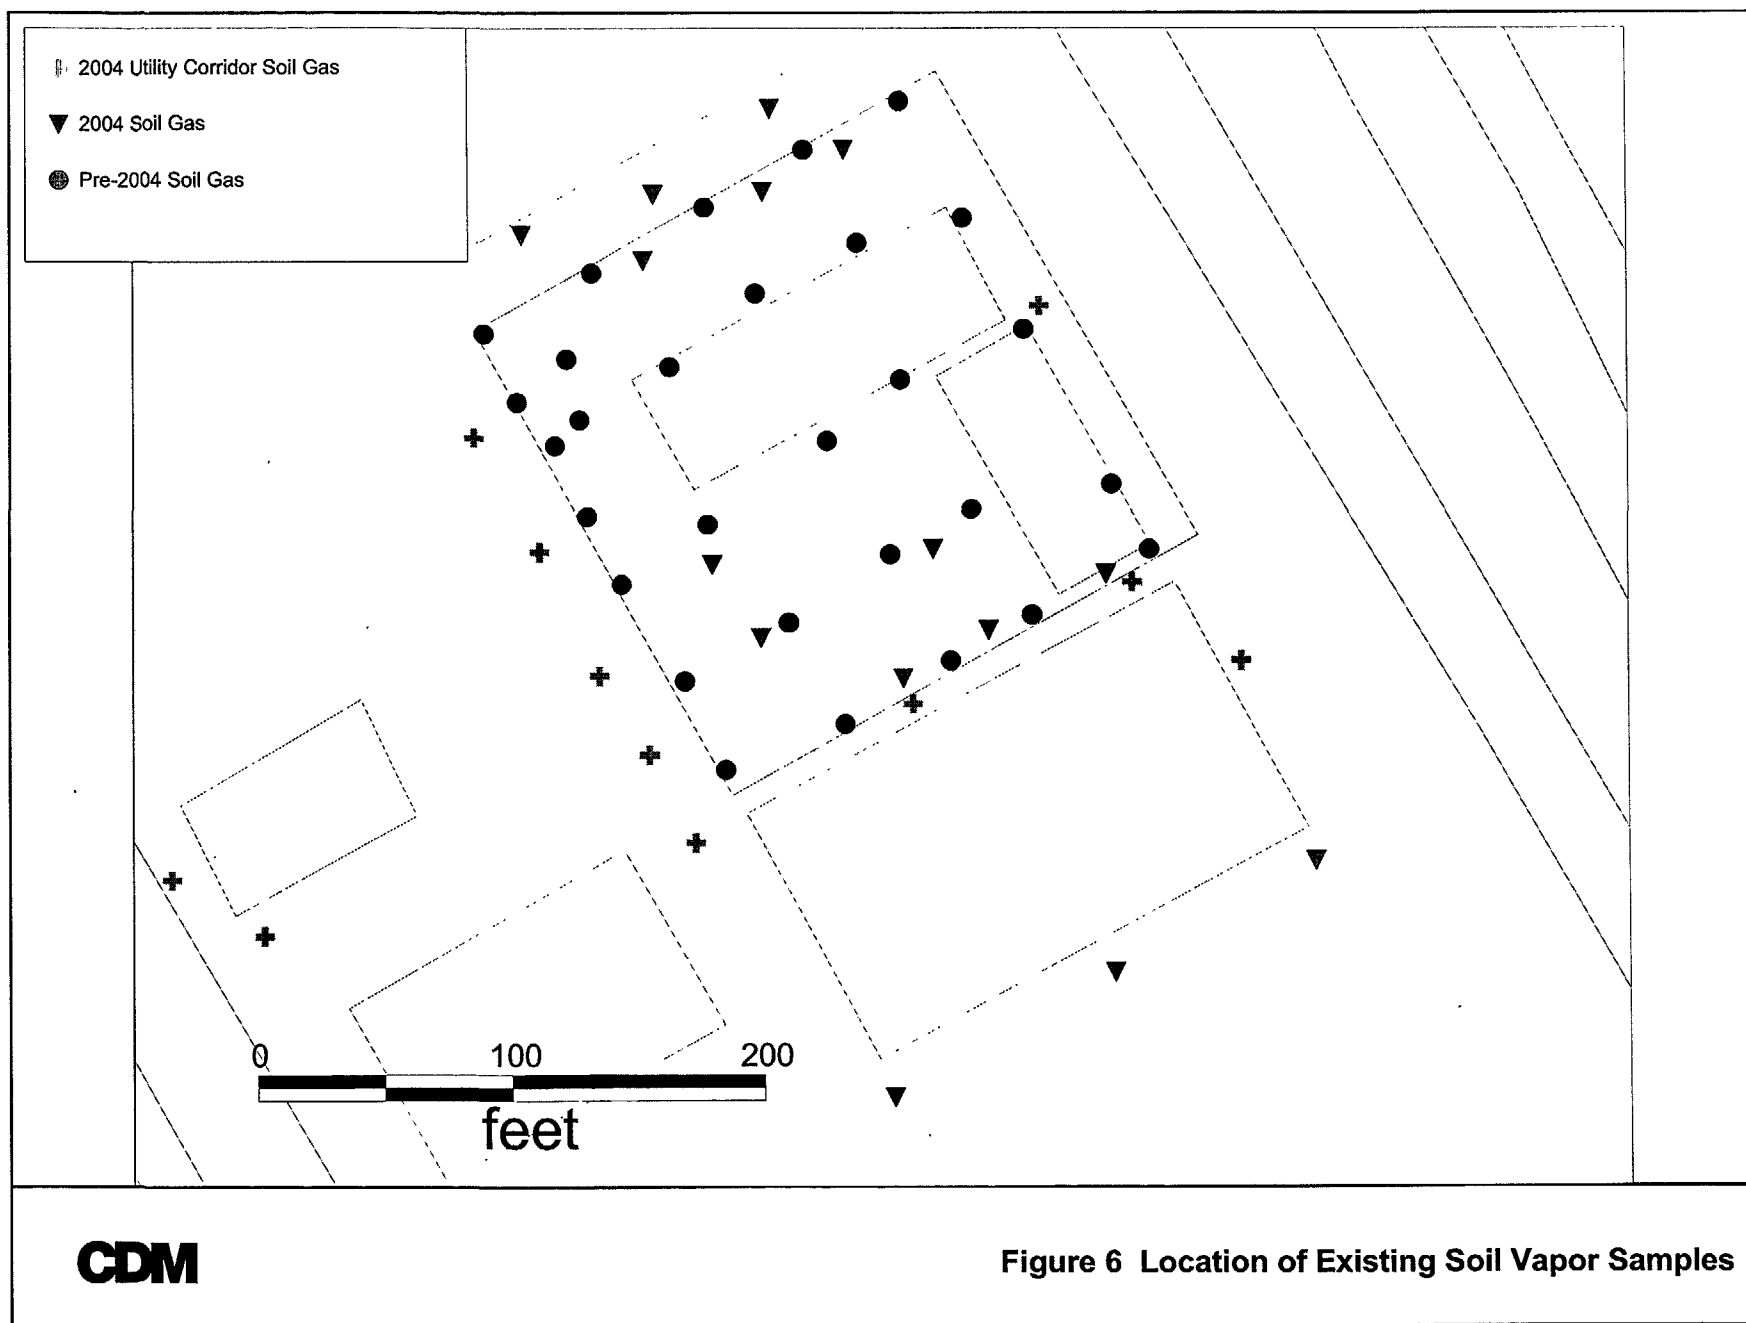 2004 Utility Corridor Soil Gas
2004 Soil Gas
Pre-2004 Soil Gas
0 100 200
feet
CDM
Figure 6 Location of Existing Soil Vapor Samples